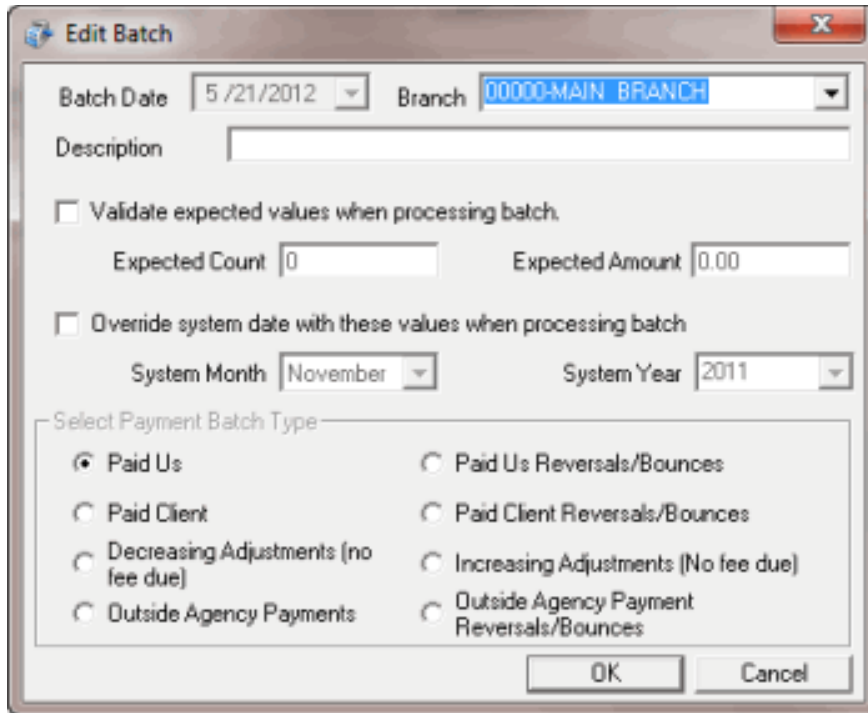 Edit Batch
Batch Date 5 /21/2012 Branch 00000-MAIN BRANCH
Description
Validate expected values when processing batch.
Expected Count 0 Expected Amount 0.00
Override system date with these values when processing batch
System Month November System Year 2011
Select Payment Batch Type
Paid Us Paid Us Reversals/Bounces
Paid Client Paid Client Reversals/Bounces
Decreasing Adjustments (no
fee due)
Increasing Adjustments (No fee due)
Outside Agency Payments
Outside Agency Payment
Reversals/Bounces
OK Cancel